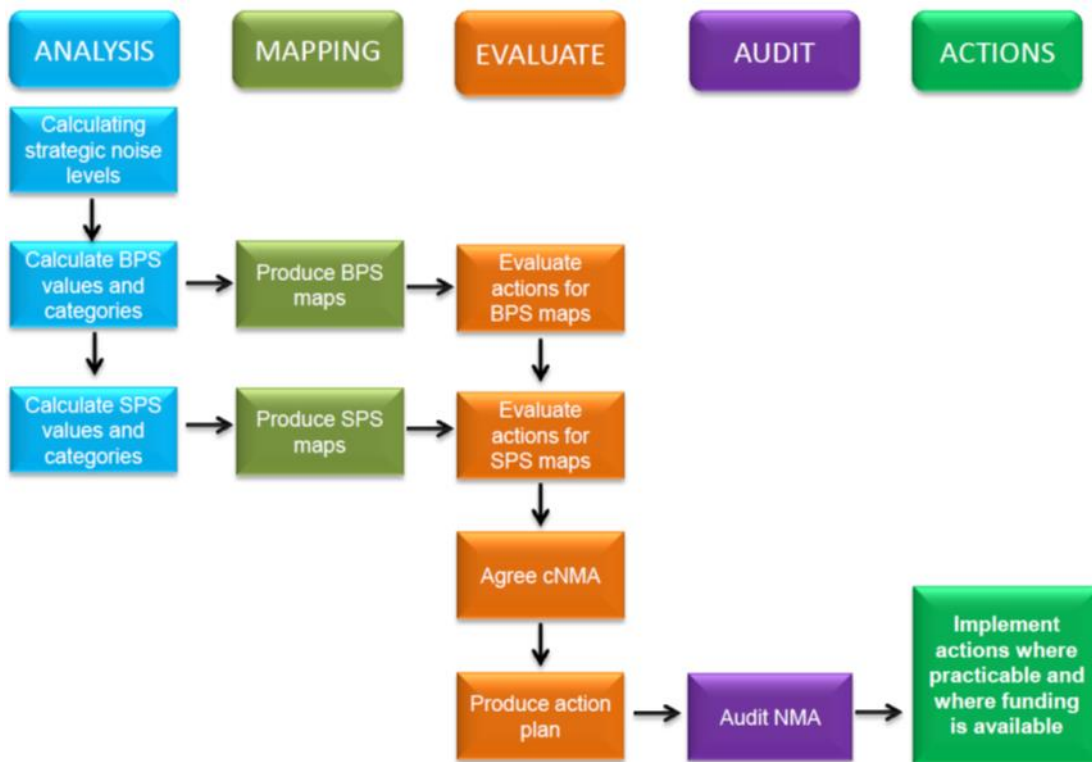 ANALYSIS
MAPPING
EVALUATE
AUDIT
ACTIONS
Calculating
strategic noise
levels
Calculate BPS
values and
categories
Produce BPS
maps
Evaluate
actions for
BPS maps
Calculate SPS
values and
categories
Produce SPS
maps
Evaluate
actions for
SPS maps
Agree cNMA
Produce action
plan
Audit NMA
Implement
actions where
practicable and
where funding
is available